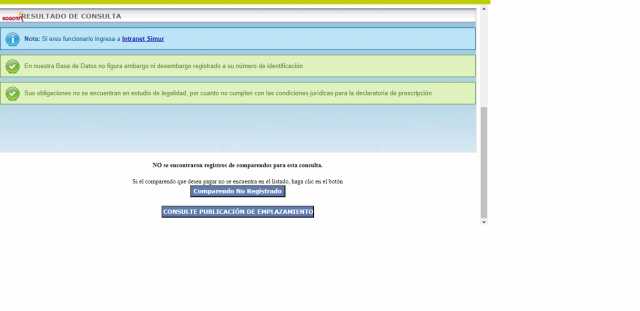 BOGOTÁ RESULTADO DE CONSULTA
Nota: Si eres funcionario ingresa a Intranet Simur
En nuestra Base de Datos no figura embargo ni desembargo registrado a su número de identificación
Sus obligaciones no se encuentran en estudio de legalidad, por cuanto no cumplen con las condiciones jurídicas para la declaratoria de prescripción
NO se encontraron registros de comparendos para esta consulta.
Si el comparendo que desea pagar no se encuentra en el listado, haga clic en el botón
Comparendo No Registrado
CONSULTE PUBLICACIÓN DE EMPLAZAMIENTO